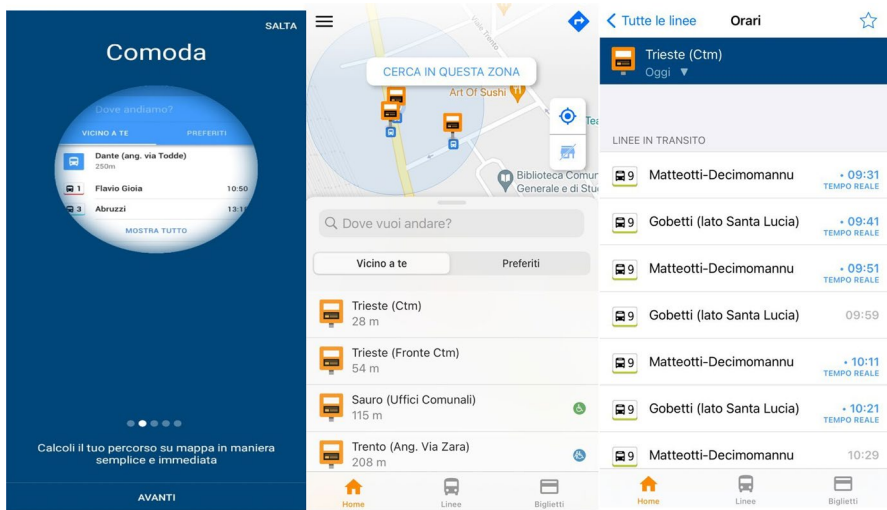 SALTA
Comoda
Dove andiamo?
VICINO A TE
PREFERITI
Dante (ang. via Todde)
250m
1 Flavio Gioia 10:50
3 Abruzzi
MOSTRA TUTTO
Calcoli il tuo percorso su mappa in maniera
semplice e immediata
AVANTI
Viale Trento
CERCA IN QUESTA ZONA
Art Of Sushi
Biblioteca Comun
Generale e di Stu
Dove vuoi andare?
Vicino a te
Preferiti
Trieste (Ctm)
28 m
Trieste (Fronte Ctm)
54 m
Sauro (Uffici Comunali)
115 m
Trento (Ang. Via Zara)
208 m
Home
Linee
Biglietti
Tutte le linee
Orari
Trieste (Ctm)
Oggi ▼
LINEE IN TRANSITO
9 Matteotti-Decimomannu • 09:31
TEMPO REALE
9 Gobetti (lato Santa Lucia) • 09:41
TEMPO REALE
9 Matteotti-Decimomannu • 09:51
TEMPO REALE
9 Gobetti (lato Santa Lucia) 09:59
9 Matteotti-Decimomannu • 10:11
TEMPO REALE
9 Gobetti (lato Santa Lucia) • 10:21
TEMPO REALE
9 Matteotti-Decimomannu 10:29
Home
Linee
Biglietti